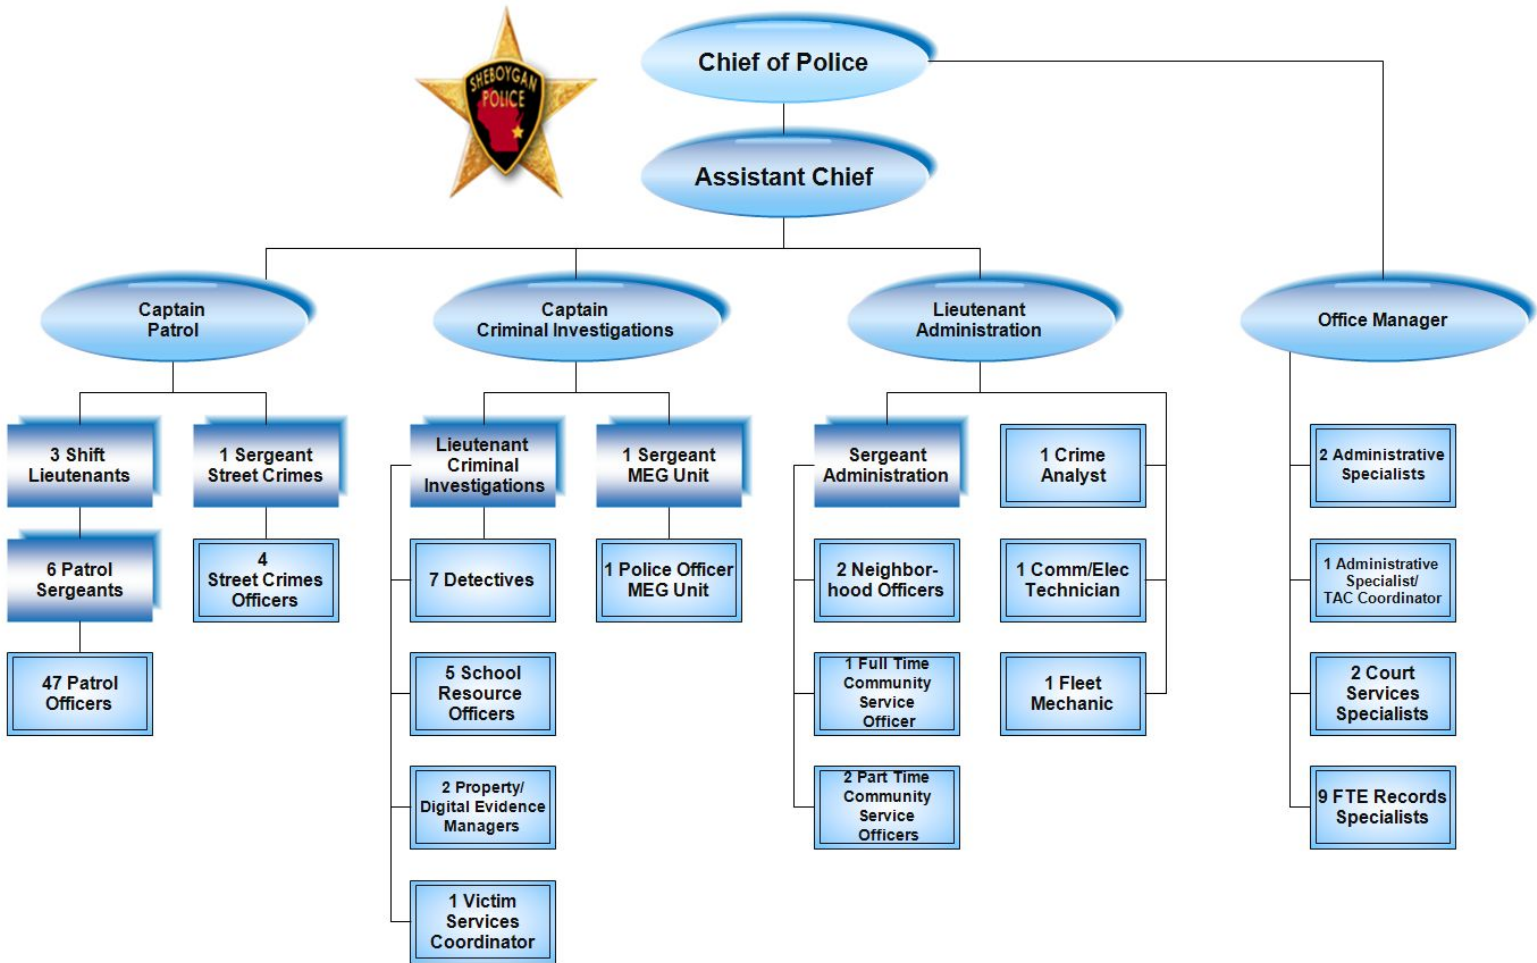 SHEBOYGAN
POLICE
Chief of Police
Assistant Chief
Captain
Patrol
Captain
Criminal Investigations
Lieutenant
Administration
Office Manager
3 Shift
Lieutenants
1 Sergeant
Street Crimes
Lieutenant
Criminal
Investigations
1 Sergeant
MEG Unit
Sergeant
Administration
1 Crime
Analyst
2 Administrative
Specialists
6 Patrol
Sergeants
4
Street Crimes
Officers
7 Detectives
1 Police Officer
MEG Unit
2 Neighbor-
hood Officers
1 Comm/Elec
Technician
1 Administrative
Specialist/
TAC Coordinator
47 Patrol
Officers
5 School
Resource
Officers
1 Full Time
Community
Service
Officer
1 Fleet
Mechanic
2 Court
Services
Specialists
2 Property/
Digital Evidence
Managers
2 Part Time
Community
Service
Officers
9 FTE Records
Specialists
1 Victim
Services
Coordinator